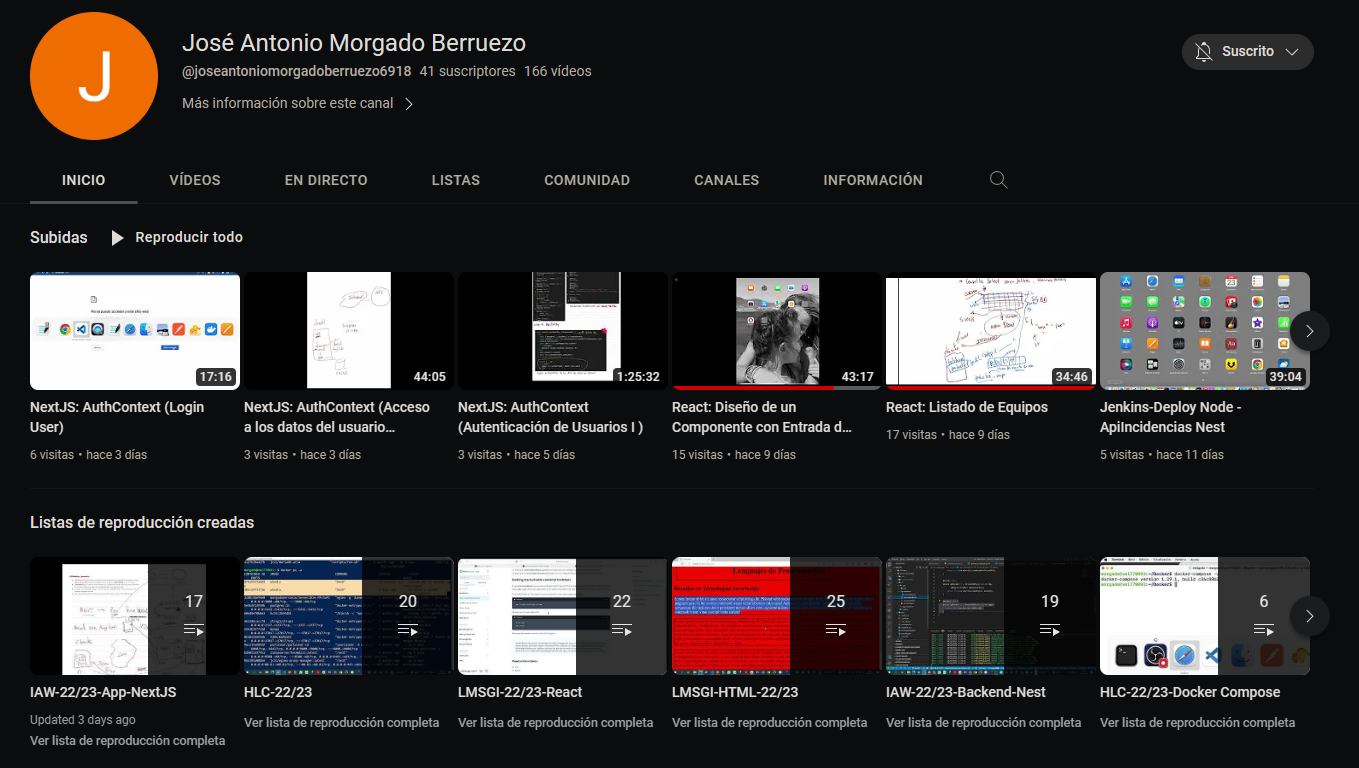 J
José Antonio Morgado Berruezo
@joseantoniomorgadoberruezo6918 41 suscriptores 166 vídeos
Más información sobre este canal
Suscrito
INICIO VÍDEOS EN DIRECTO LISTAS COMUNIDAD CANALES INFORMACIÓN
Subidas Reproducir todo
17:16 44:05 1:25:32 43:17 34:46 39:04
NextJS: AuthContext (Login User)
6 visitas • hace 3 días
NextJS: AuthContext (Acceso a los datos del usuario…
3 visitas • hace 3 días
NextJS: AuthContext (Autenticación de Usuarios I )
3 visitas • hace 5 días
React: Diseño de un Componente con Entrada d…
15 visitas • hace 9 días
React: Listado de Equipos
17 visitas • hace 9 días
Jenkins-Deploy Node - ApiIncidencias Nest
5 visitas • hace 11 días
Listas de reproducción creadas
17 20 22 25 19 6
IAW-22/23-App-NextJS
Updated 3 days ago
Ver lista de reproducción completa
HLC-22/23
Ver lista de reproducción completa
LMSGI-22/23-React
Ver lista de reproducción completa
LMSGI-HTML-22/23
Ver lista de reproducción completa
IAW-22/23-Backend-Nest
Ver lista de reproducción completa
HLC-22/23-Docker Compose
Ver lista de reproducción completa